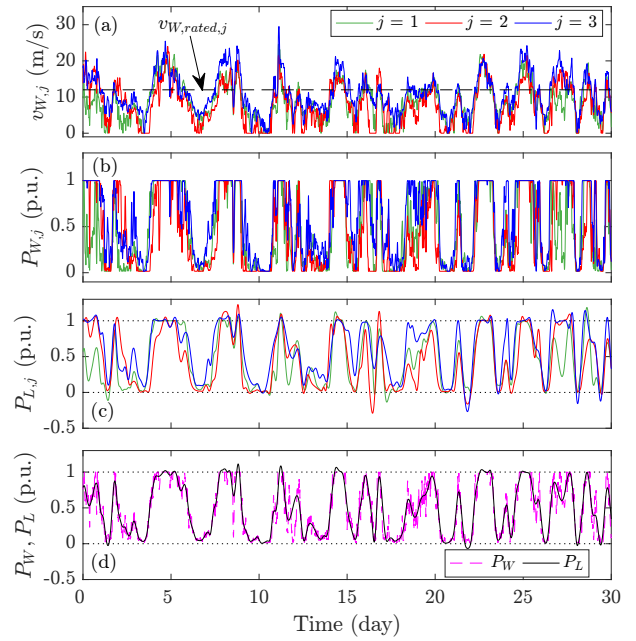 (a)
v_{W,rated,j}
j = 1
j = 2
j = 3
30
20
10
0
v_{W,j} (m/s)
(b)
1
0.5
0
P_{W,j} (p.u.)
1
0.5
0
-0.5
P_{L,j} (p.u.)
(c)
1
0.5
0
-0.5
P_W, P_L (p.u.)
(d)
P_W
P_L
0
5
10
15
20
25
30
Time (day)